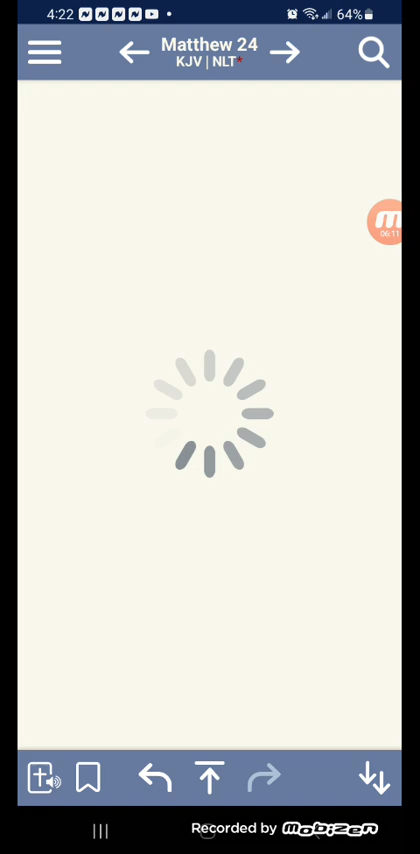 4:22
64%
Matthew 24
KJV | NLT*
06:11
Recorded by MOBIZEN